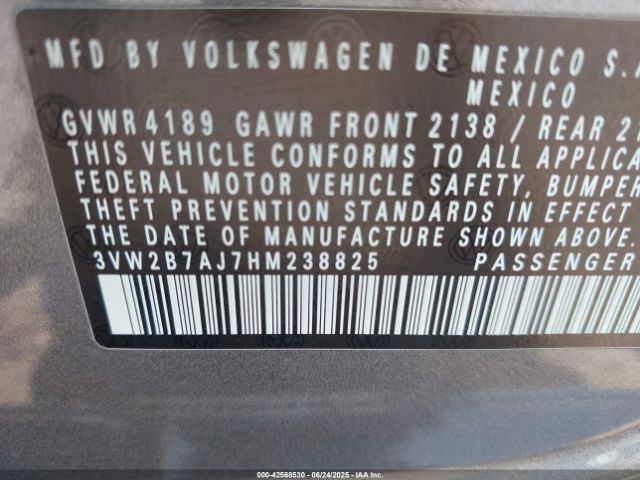 MFD BY VOLKSWAGEN DE MEXICO S.A
MEXICO
GVWR 4189 GAWR FRONT 2138 / REAR 2
THIS VEHICLE CONFORMS TO ALL APPLICA
FEDERAL MOTOR VEHICLE SAFETY, BUMPER
THEFT PREVENTION STANDARDS IN EFFECT
DATE OF MANUFACTURE SHOWN ABOVE.
3VW2B7AJ7HM238825 PASSENGER
000-42568530 - 06/24/2025 - IAA Inc.